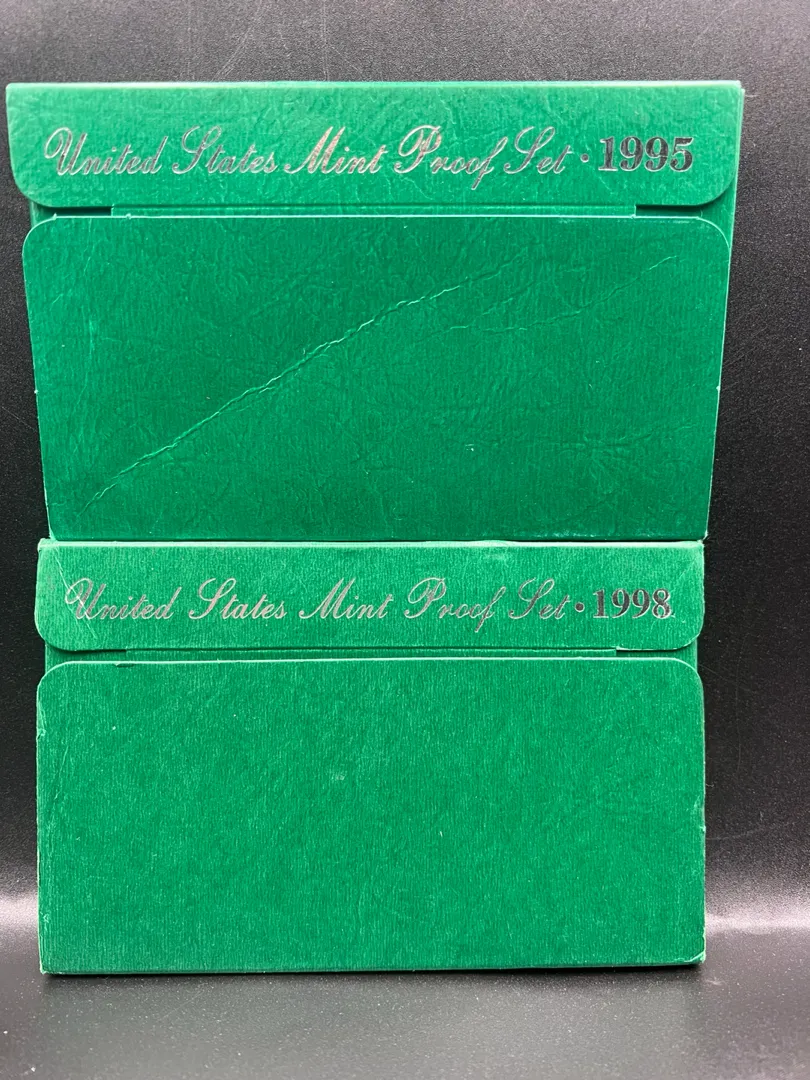 United States Mint Proof Set · 1995
United States Mint Proof Set · 1998